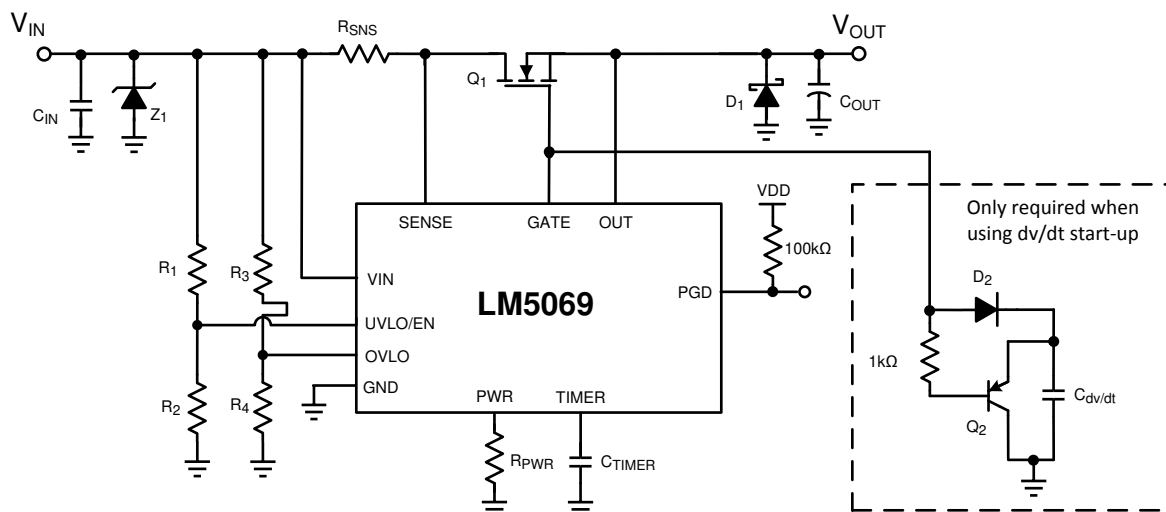 VIN
RSNS
VOUT
CIN
Z1
Q1
D1
COUT
SENSE
GATE
OUT
VDD
100kΩ
Only required when
using dv/dt start-up
R1
R3
VIN
LM5069
PGD
D2
UVLO/EN
OVLO
1kΩ
GND
R2
R4
PWR
TIMER
Q2
Cdv/dt
RPWR
CTIMER